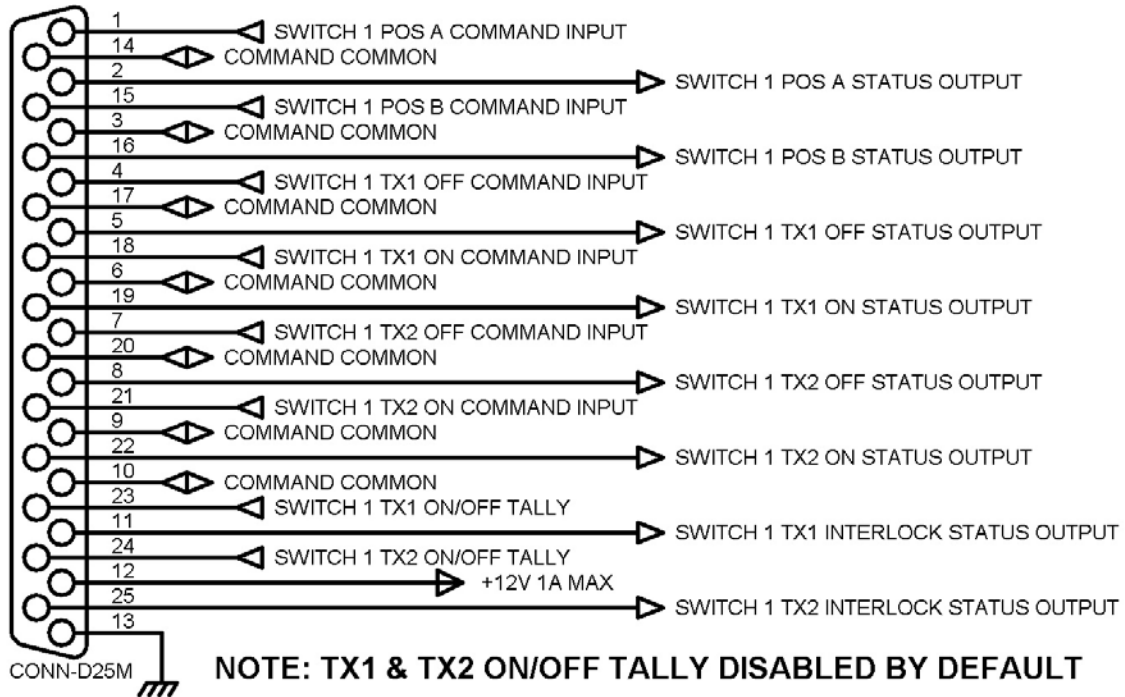 1 SWITCH 1 POS A COMMAND INPUT
14 COMMAND COMMON
2 SWITCH 1 POS A STATUS OUTPUT
15 SWITCH 1 POS B COMMAND INPUT
3 COMMAND COMMON
16 SWITCH 1 POS B STATUS OUTPUT
4 SWITCH 1 TX1 OFF COMMAND INPUT
17 COMMAND COMMON
5 SWITCH 1 TX1 OFF STATUS OUTPUT
18 SWITCH 1 TX1 ON COMMAND INPUT
6 COMMAND COMMON
19 SWITCH 1 TX1 ON STATUS OUTPUT
7 SWITCH 1 TX2 OFF COMMAND INPUT
20 COMMAND COMMON
8 SWITCH 1 TX2 OFF STATUS OUTPUT
21 SWITCH 1 TX2 ON COMMAND INPUT
9 COMMAND COMMON
22 SWITCH 1 TX2 ON STATUS OUTPUT
10 COMMAND COMMON
23 SWITCH 1 TX1 ON/OFF TALLY
11 SWITCH 1 TX1 INTERLOCK STATUS OUTPUT
24 SWITCH 1 TX2 ON/OFF TALLY
12 +12V 1A MAX
25 SWITCH 1 TX2 INTERLOCK STATUS OUTPUT
13
CONN-D25M
NOTE: TX1 & TX2 ON/OFF TALLY DISABLED BY DEFAULT